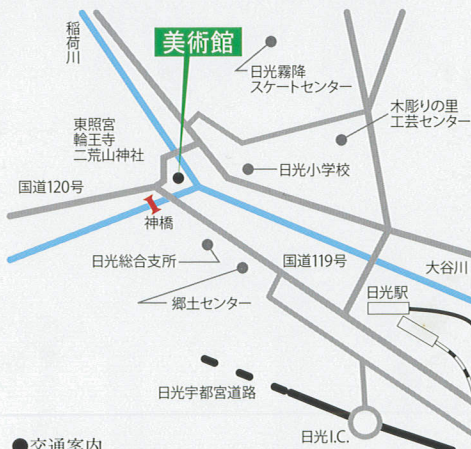 稲荷川
美術館
日光霧降
スケートセンター
木彫りの里
工芸センター
東照宮
輪王寺
二荒山神社
日光小学校
国道120号
神橋
日光総合支所
国道119号
大谷川
郷土センター
日光駅
日光宇都宮道路
日光I.C.
●交通案内